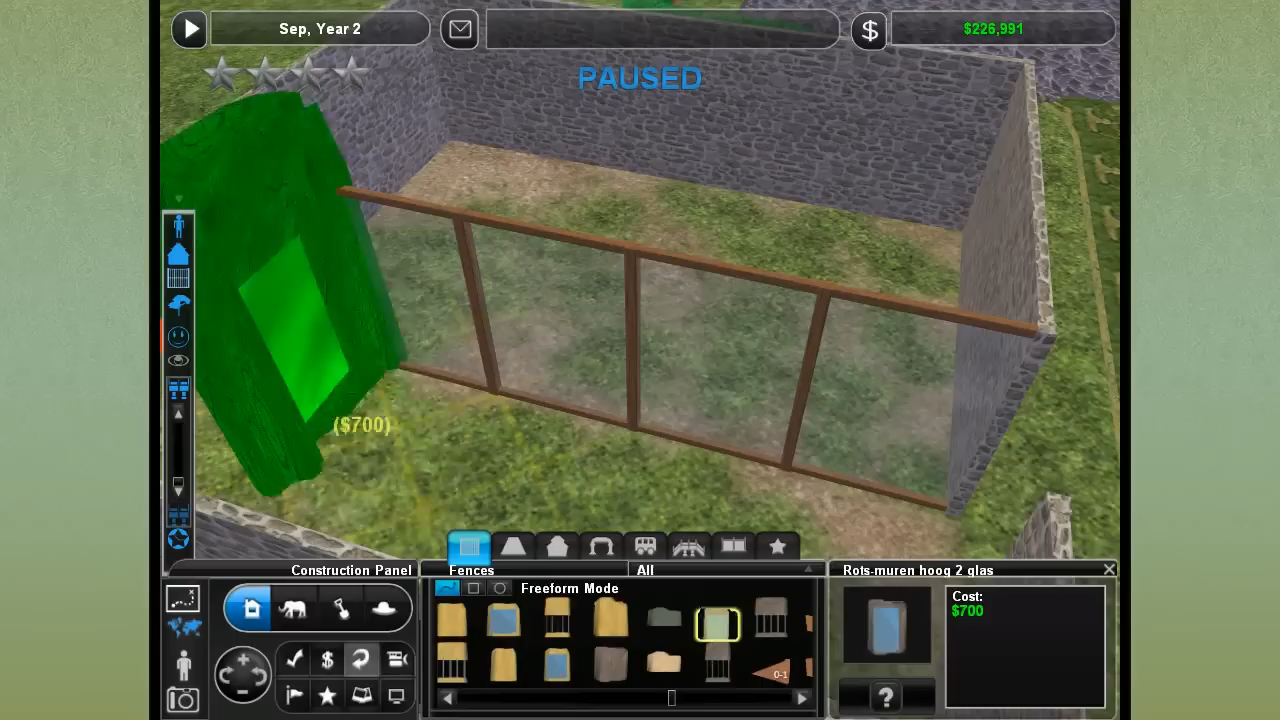 Sep, Year 2
$226,991
PAUSED
($700)
Construction Panel
Fences
All
Rots-muren hoog 2 glas
Freeform Mode
Cost:
$700
0-1